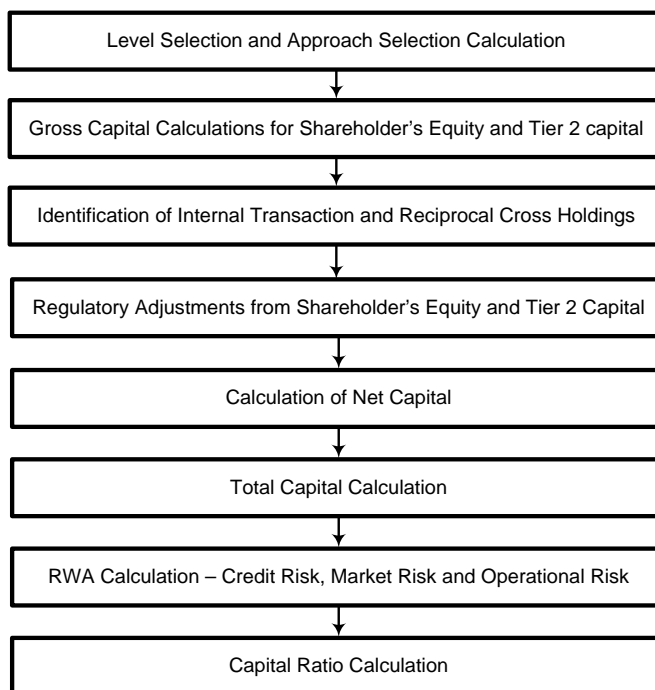 Level Selection and Approach Selection Calculation
Gross Capital Calculations for Shareholder’s Equity and Tier 2 capital
Identification of Internal Transaction and Reciprocal Cross Holdings
Regulatory Adjustments from Shareholder’s Equity and Tier 2 Capital
Calculation of Net Capital
Total Capital Calculation
RWA Calculation – Credit Risk, Market Risk and Operational Risk
Capital Ratio Calculation